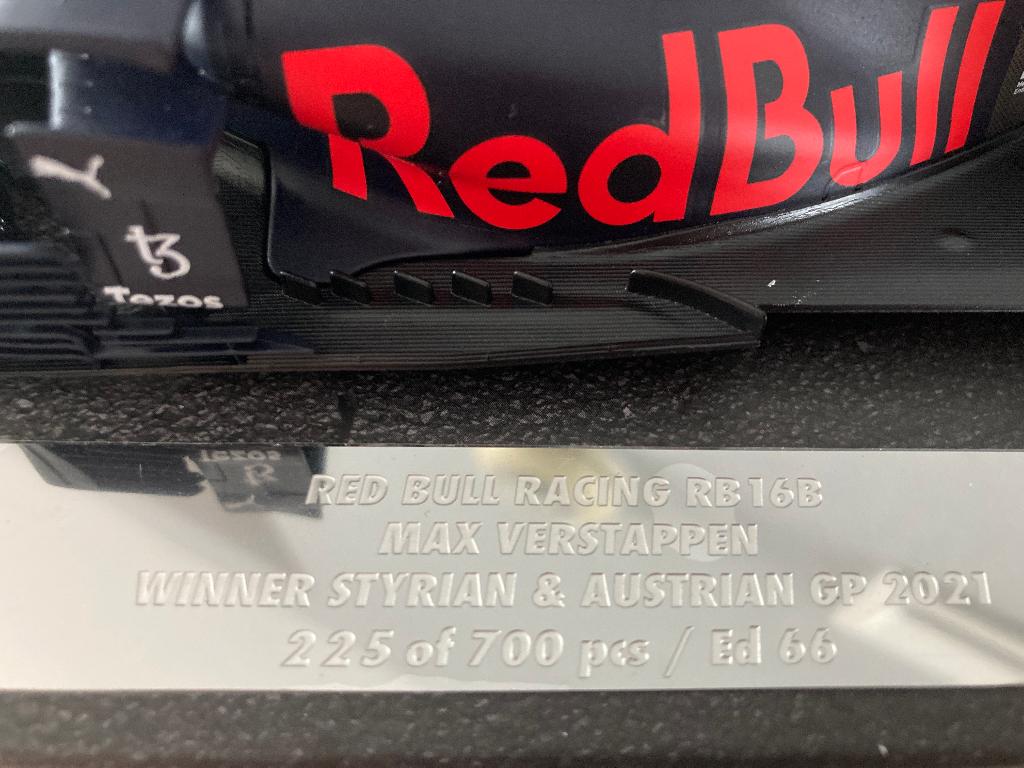 RedBull
Tezos
RED BULL RACING RB16B
MAX VERSTAPPEN
WINNER STYRIAN & AUSTRIAN GP 2021
225 of 700 pcs / Ed 66